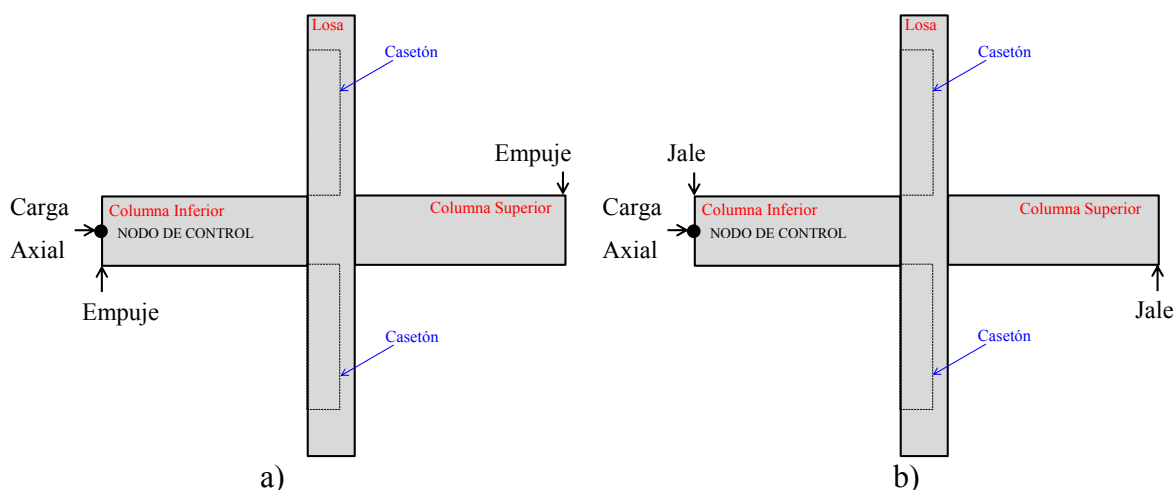 Losa
Casetón
Empuje
Carga
Axial
Columna Inferior
NODO DE CONTROL
Columna Superior
Empuje
Casetón
a)
Losa
Casetón
Jale
Carga
Axial
Columna Inferior
NODO DE CONTROL
Columna Superior
Jale
Casetón
b)